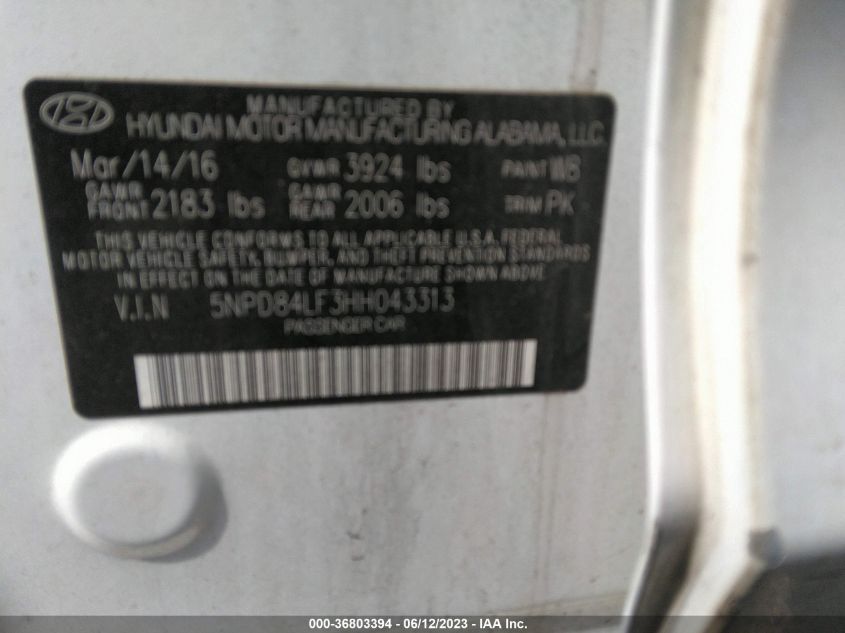 MANUFACTURED BY
HYUNDAI MOTOR MANUFACTURING ALABAMA, LLC.
Mar/14/16 GVWR 3924 lbs PAINT WB
GAWR FRONT 2183 lbs GAWR REAR 2006 lbs TRIM PK
THIS VEHICLE CONFORMS TO ALL APPLICABLE U.S.A. FEDERAL
MOTOR VEHICLE SAFETY, BUMPER, AND THEFT PREVENTION STANDARDS
IN EFFECT ON THE DATE OF MANUFACTURE SHOWN ABOVE.
V.I.N 5NPD84LF3HH043313
PASSENGER CAR
000-36803394 - 06/12/2023 - IAA Inc.